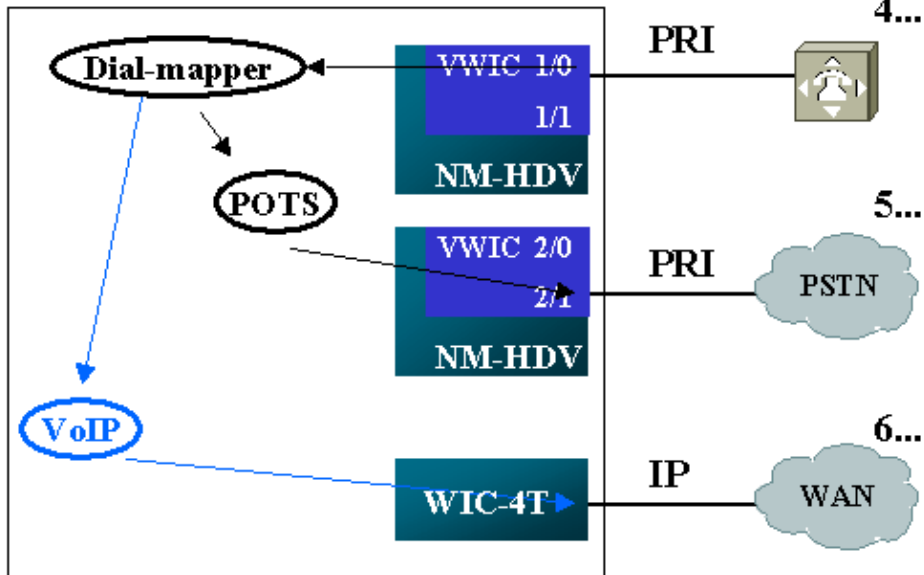 4...
PRI
Dial-mapper
VWIC 1/0
1/1
NM-HDV
POTS
5...
PRI
VWIC 2/0
2/1
PSTN
NM-HDV
6...
VoIP
IP
WIC-4T
WAN